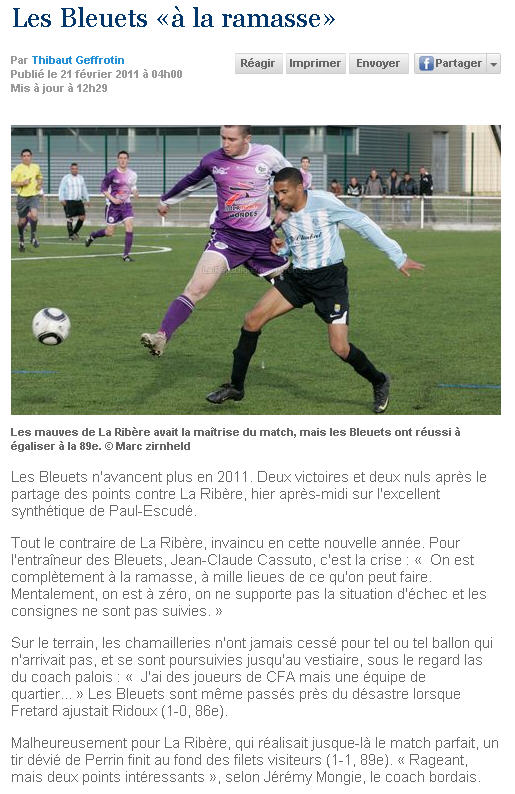 Les Bleuets «à la ramasse»
Par Thibaut Geffrotin
Publié le 21 février 2011 à 04h00
Mis à jour à 12h29
Réagir
Imprimer
Envoyer
Partager
Les mauves de La Ribère avait la maîtrise du match, mais les Bleuets ont réussi à
égaliser à la 89e. © Marc zirnheld
Les Bleuets n'avancent plus en 2011. Deux victoires et deux nuls après le
partage des points contre La Ribère, hier après-midi sur l'excellent
synthétique de Paul-Escudé.
Tout le contraire de La Ribère, invaincu en cette nouvelle année. Pour
l'entraîneur des Bleuets, Jean-Claude Cassuto, c'est la crise : «  On est
complètement à la ramasse, à mille lieues de ce qu'on peut faire.
Mentalement, on est à zéro, on ne supporte pas la situation d'échec et les
consignes ne sont pas suivies. »
Sur le terrain, les chamailleries n'ont jamais cessé pour tel ou tel ballon qui
n'arrivait pas, et se sont poursuivies jusqu'au vestiaire, sous le regard las
du coach palois : «  J'ai des joueurs de CFA mais une équipe de
quartier... » Les Bleuets sont même passés près du désastre lorsque
Fretard ajustait Ridoux (1-0, 86e).
Malheureusement pour La Ribère, qui réalisait jusque-là le match parfait, un
tir dévié de Perrin finit au fond des filets visiteurs (1-1, 89e). « Rageant,
mais deux points intéressants », selon Jérémy Mongie, le coach bordais.